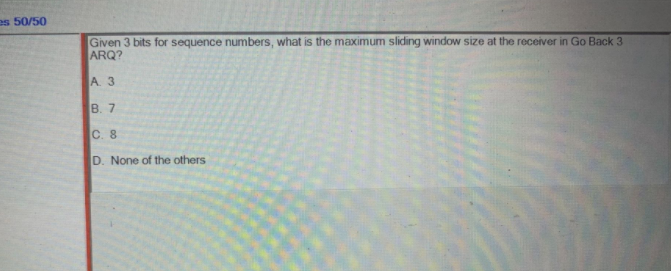 es 50/50
Given 3 bits for sequence numbers, what is the maximum sliding window size at the receiver in Go Back 3
ARQ?
A. 3
B. 7
C. 8
D. None of the others